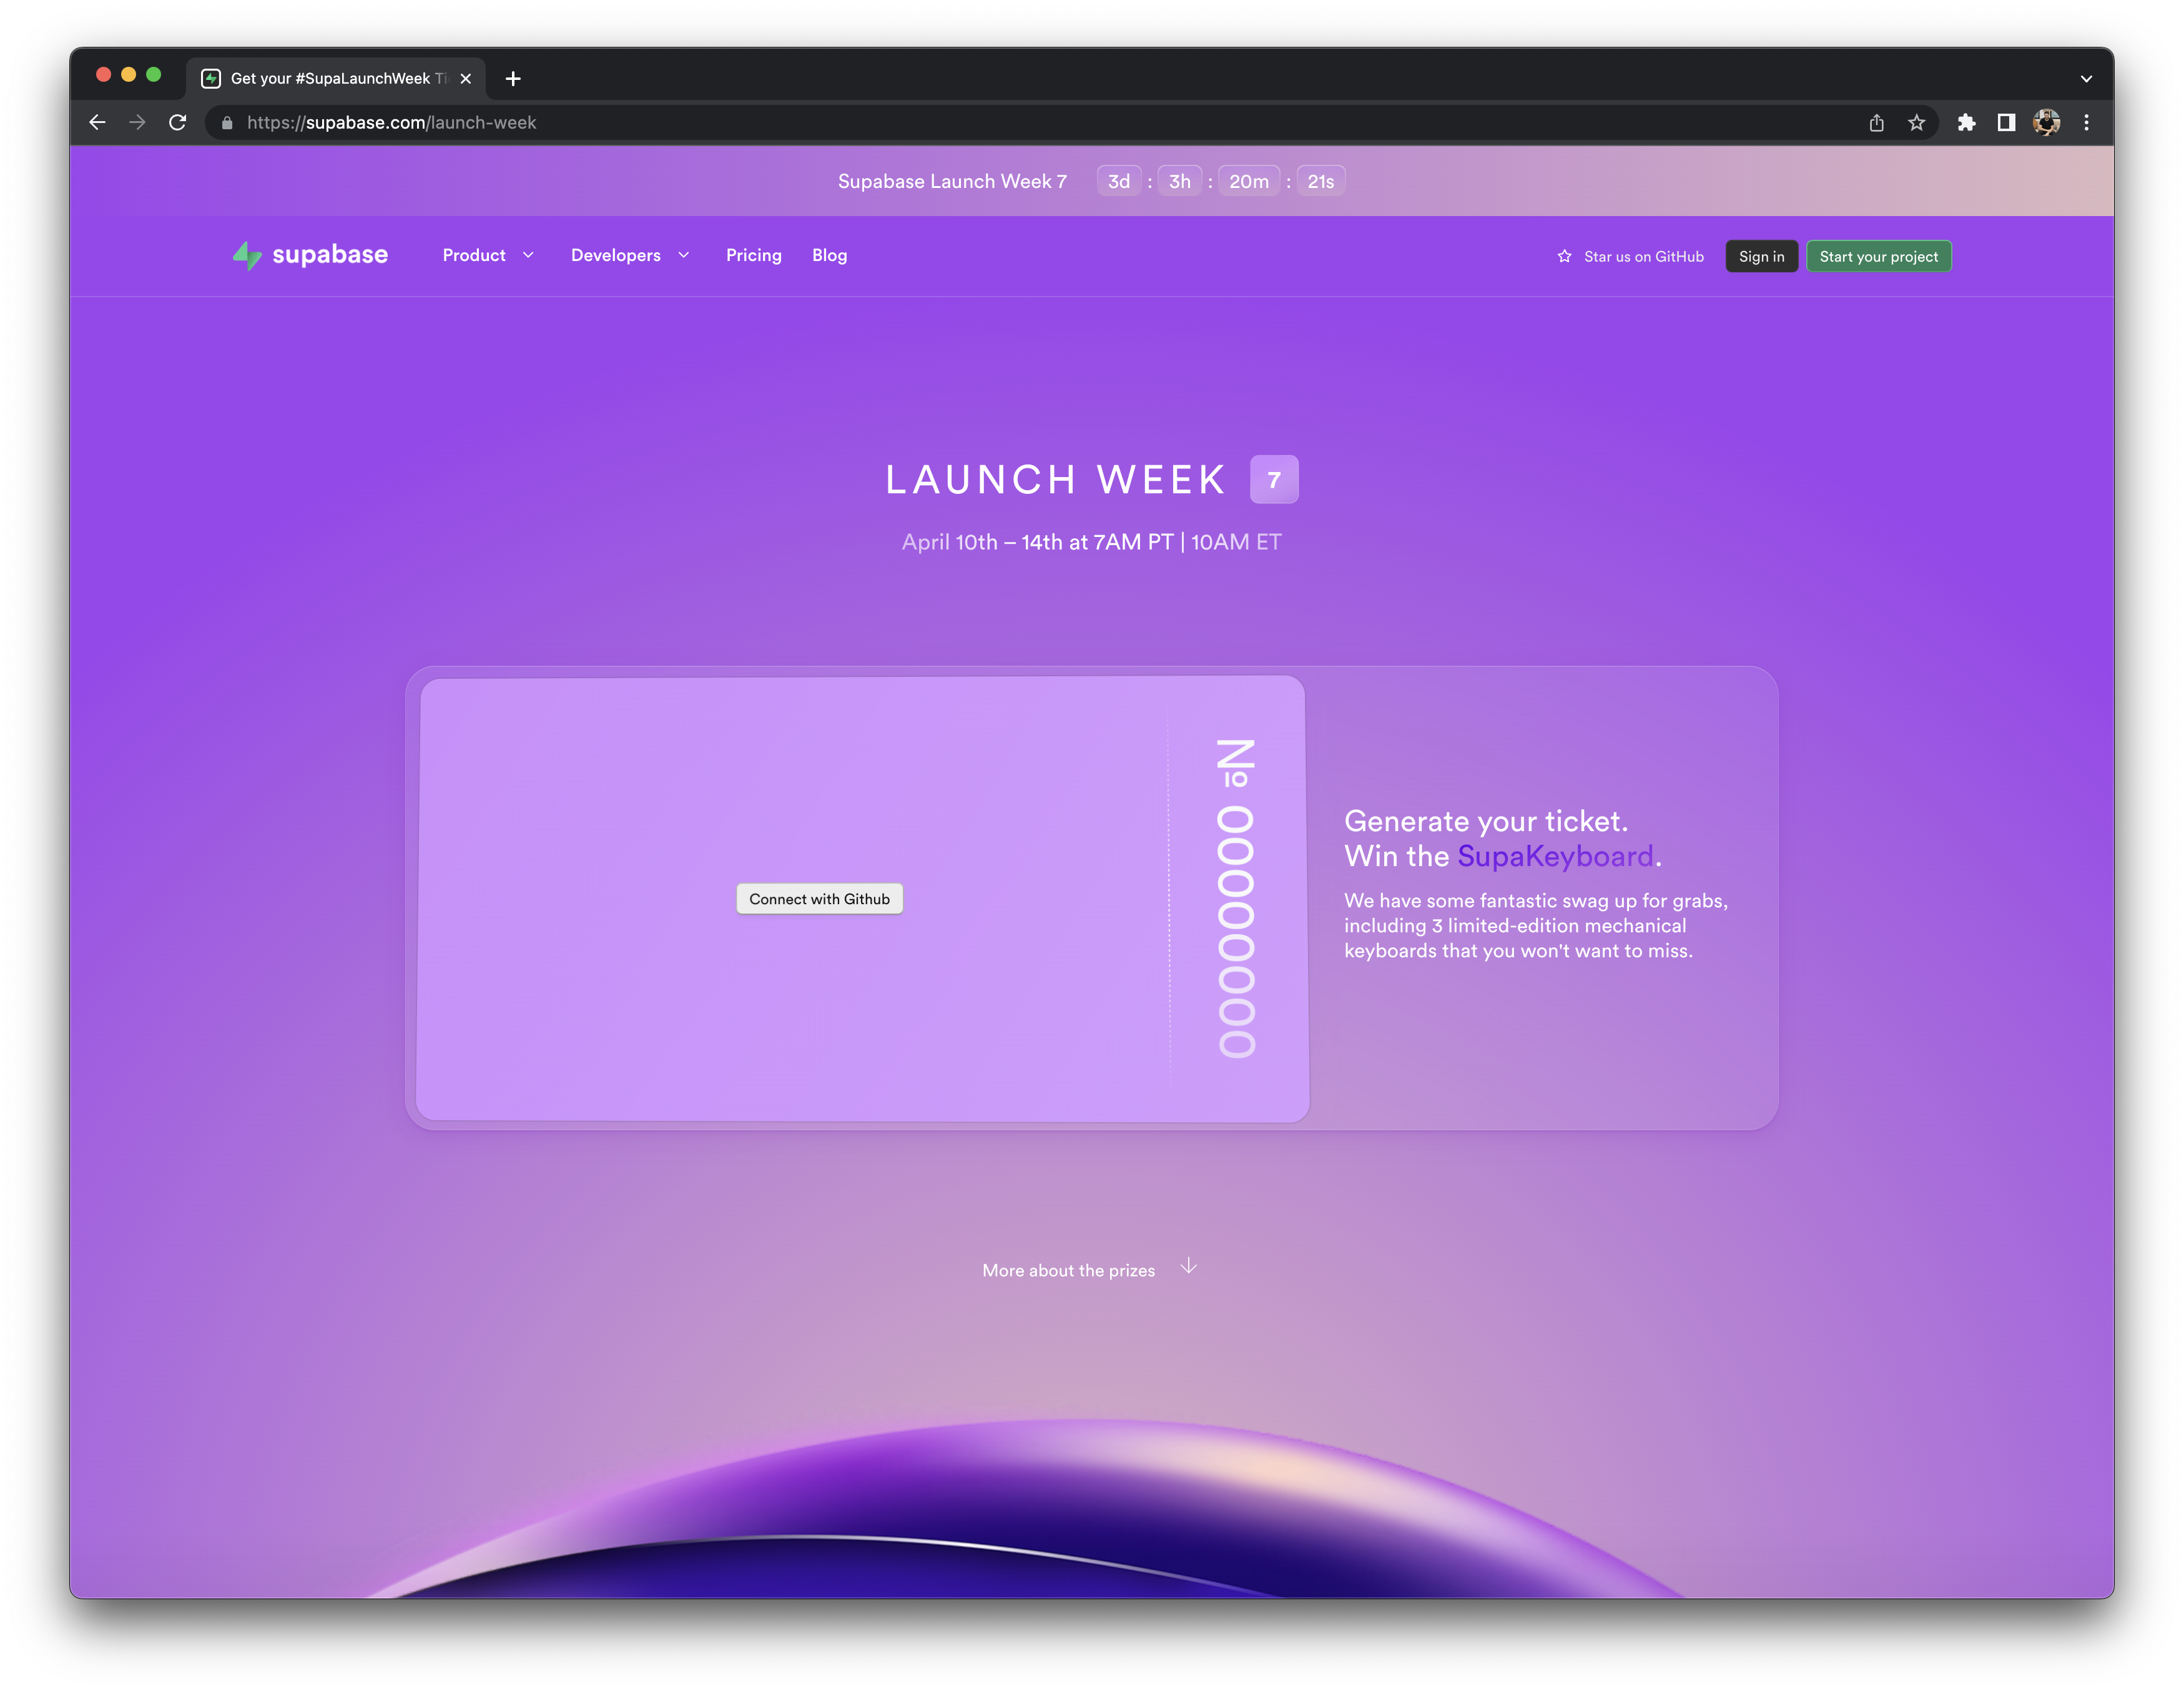 Get your #SupaLaunchWeek Ti
https://supabase.com/launch-week
Supabase Launch Week 7 3d : 3h : 20m : 21s
supabase Product Developers Pricing Blog Star us on GitHub Sign in Start your project
LAUNCH WEEK 7
April 10th – 14th at 7AM PT | 10AM ET
Connect with Github
Nº 00000000
Generate your ticket.
Win the SupaKeyboard.
We have some fantastic swag up for grabs,
including 3 limited-edition mechanical
keyboards that you won't want to miss.
More about the prizes